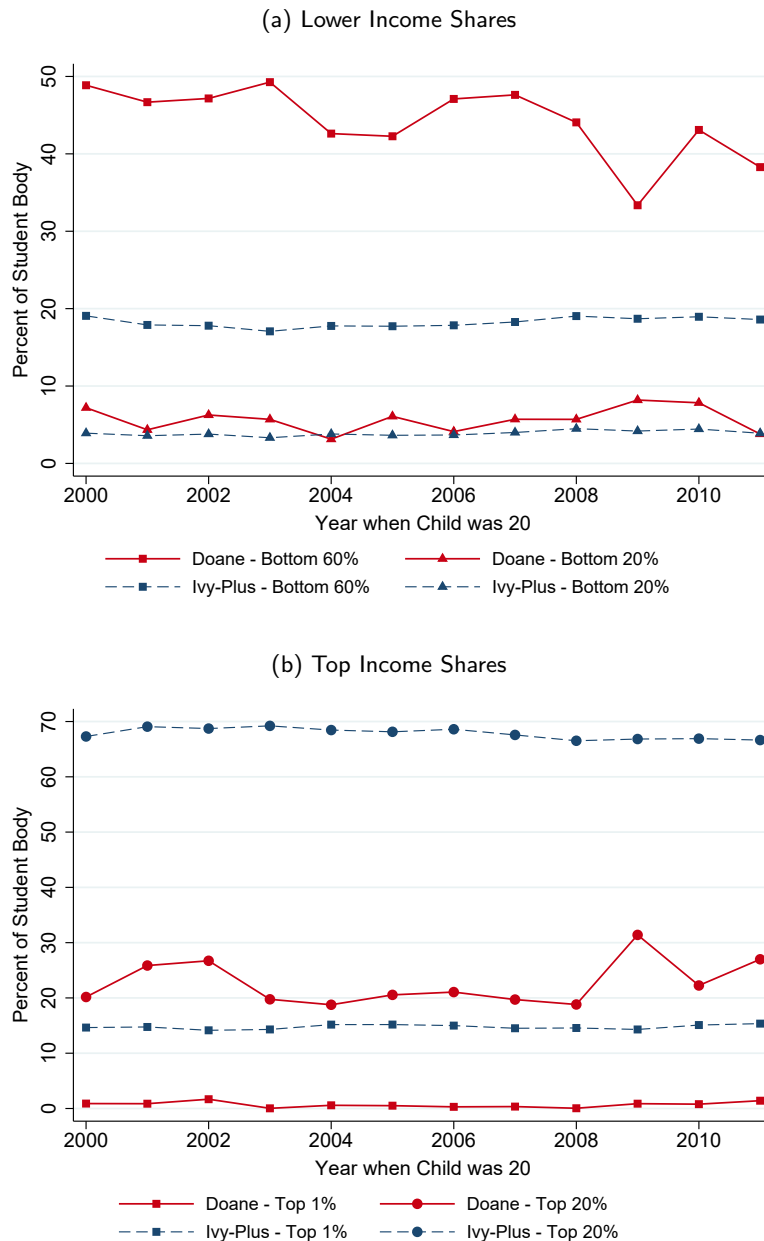 (a) Lower Income Shares
50
40
30
20
10
0
Percent of Student Body
2000 2002 2004 2006 2008 2010
Year when Child was 20
Doane - Bottom 60% Doane - Bottom 20%
Ivy-Plus - Bottom 60% Ivy-Plus - Bottom 20%
(b) Top Income Shares
70
60
50
40
30
20
10
0
Percent of Student Body
2000 2002 2004 2006 2008 2010
Year when Child was 20
Doane - Top 1% Doane - Top 20%
Ivy-Plus - Top 1% Ivy-Plus - Top 20%